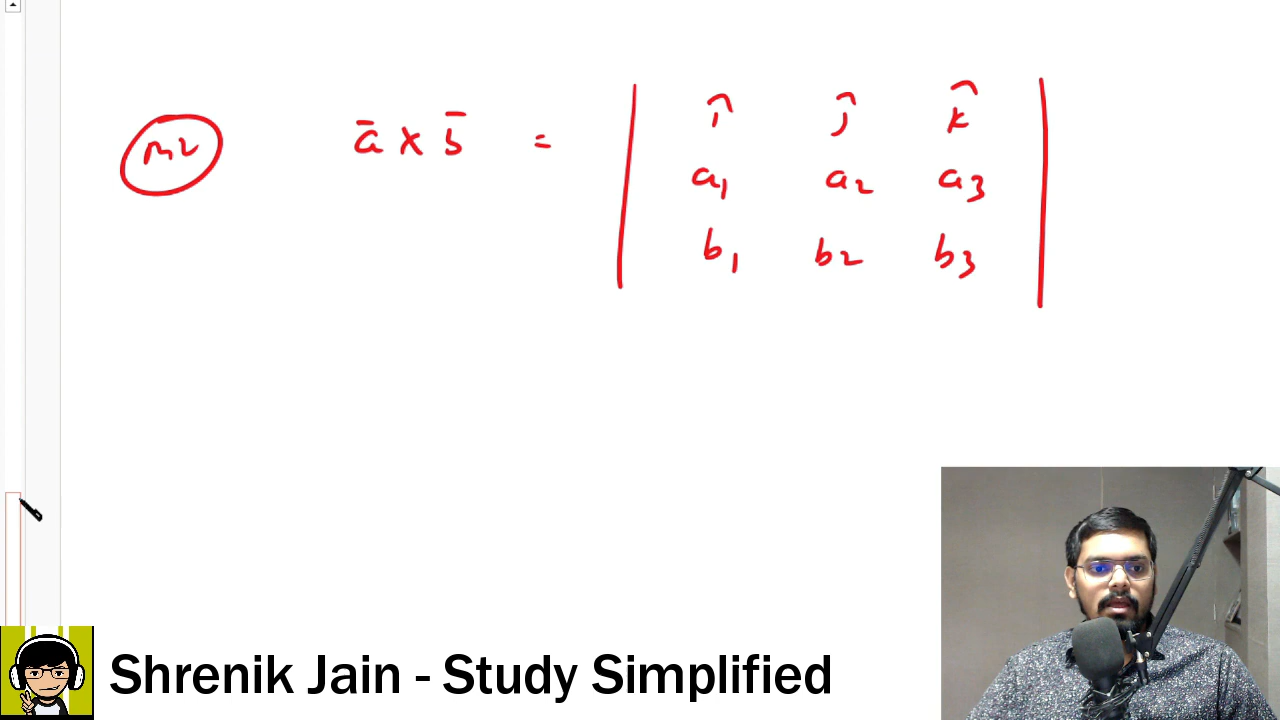 m2 ā × b̄ = | î ĵ k̂ |
a₁ a₂ a₃
b₁ b₂ b₃
Shrenik Jain - Study Simplified